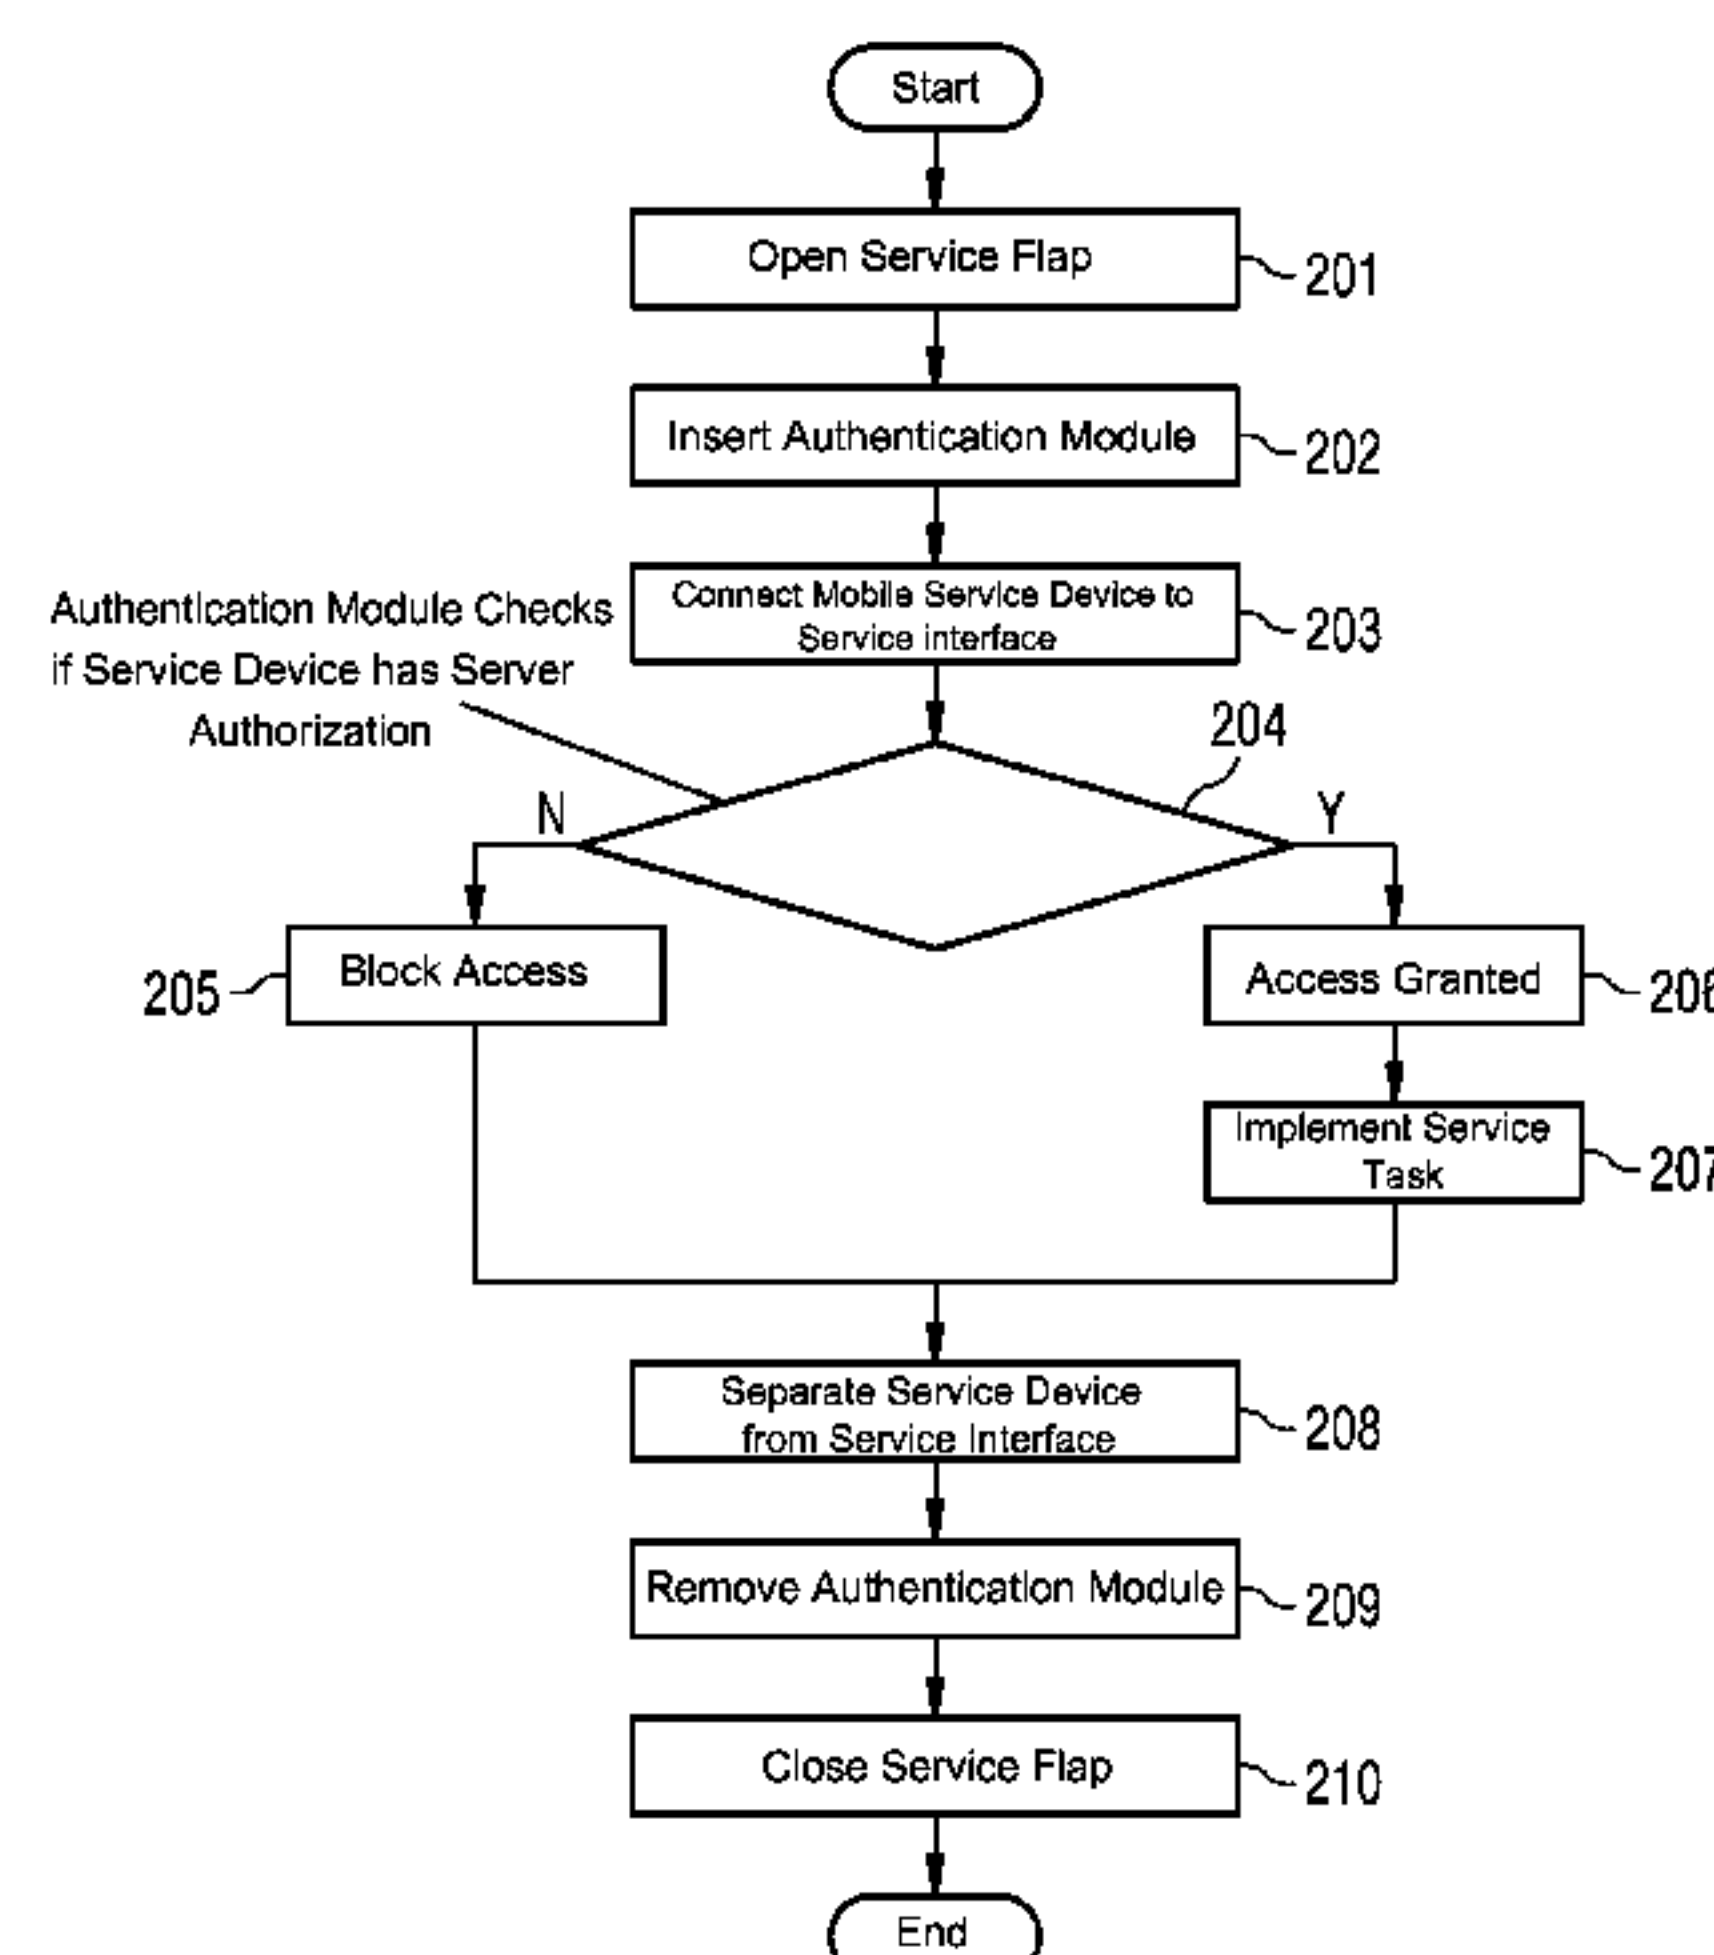 Start
Open Service Flap
201
Insert Authentication Module
202
Connect Mobile Service Device to
Service interface
203
Authentication Module Checks
if Service Device has Server
Authorization
204
N
Y
Block Access
205
Access Granted
206
Implement Service
Task
207
Separate Service Device
from Service Interface
208
Remove Authentication Module
209
Close Service Flap
210
End